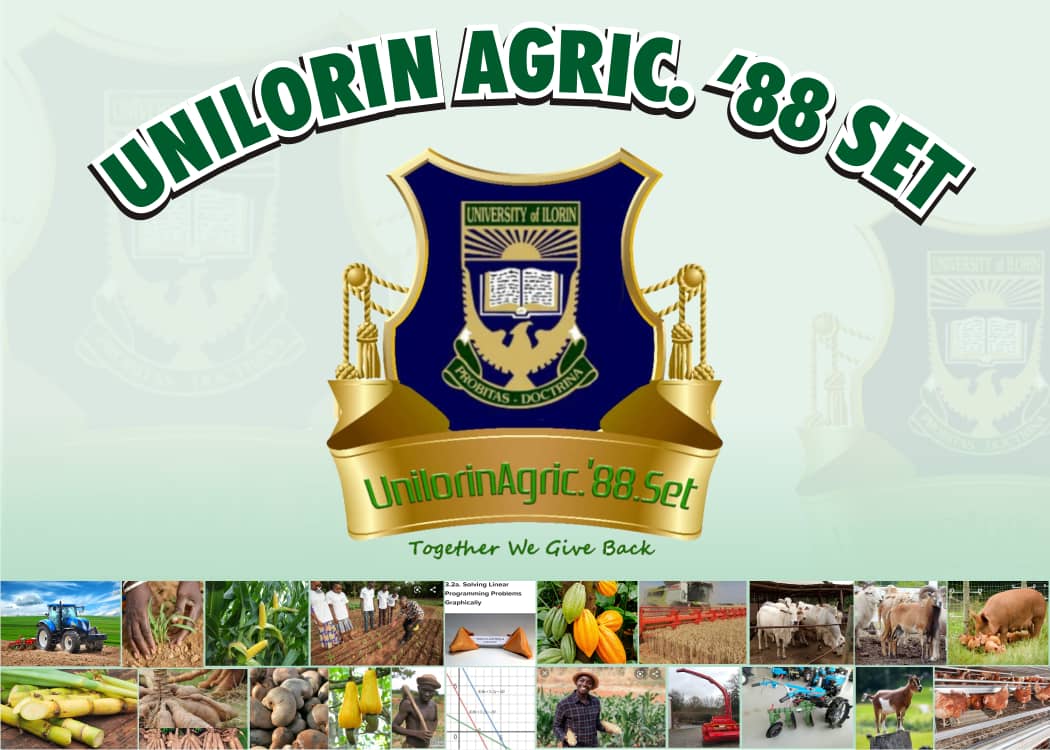 UNILORIN AGRIC. '88 SET
UNIVERSITY of ILORIN
PROBITAS - DOCTRINA
UnilorinAgric.'88.Set
Together We Give Back
3.2a. Solving Linear
Programming Problems
Graphically